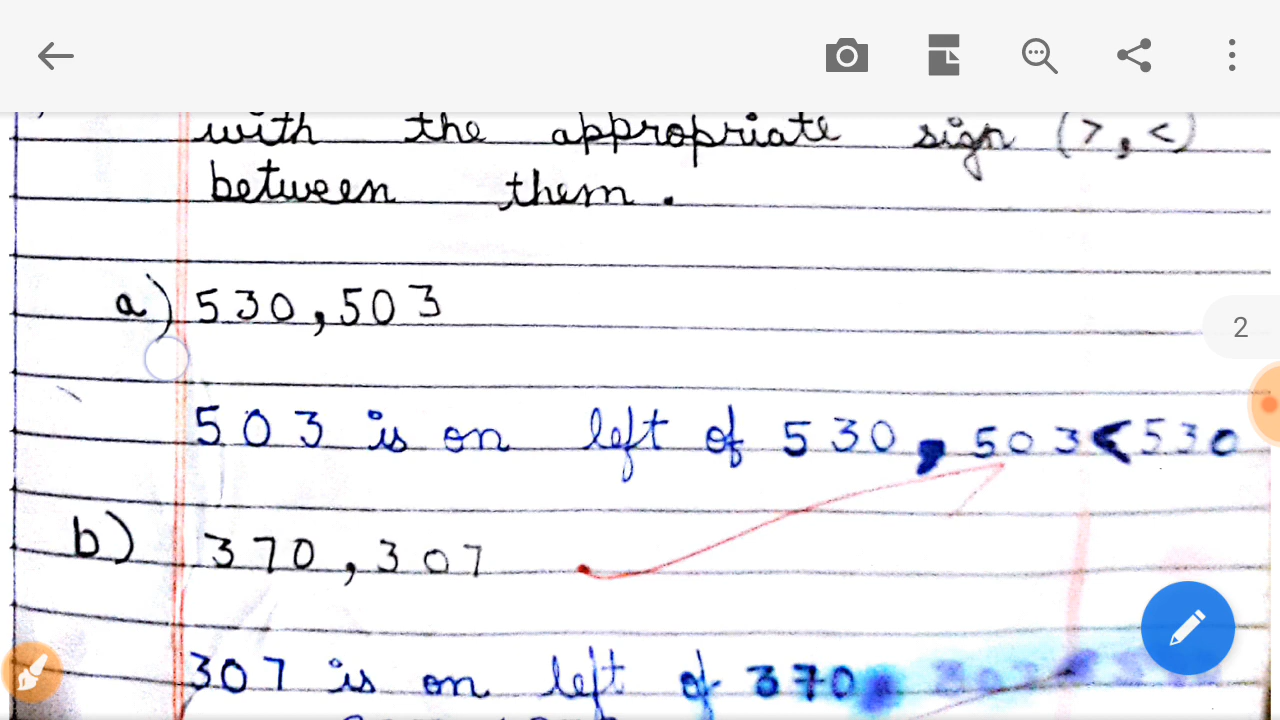 with the appropriate sign (>, <)
between them.
a) 530, 503
2
503 is on left of 530, 503<530
b) 370, 307
307 is on left of 370,